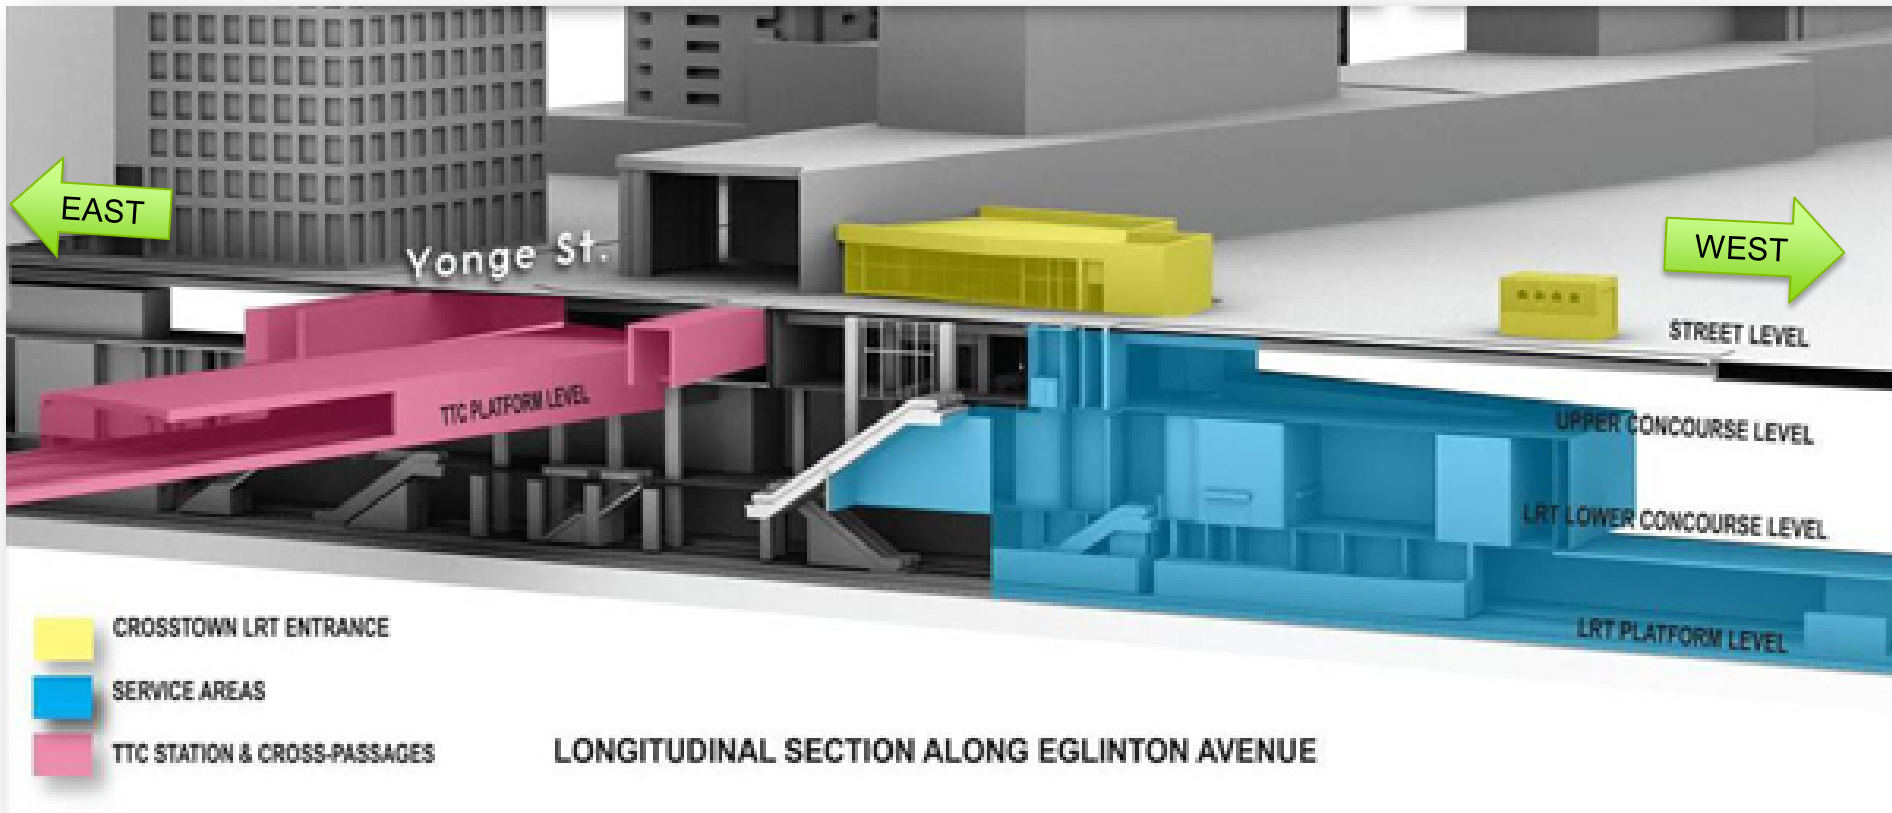 EAST
Yonge St.
WEST
STREET LEVEL
TTC PLATFORM LEVEL
UPPER CONCOURSE LEVEL
LRT LOWER CONCOURSE LEVEL
LRT PLATFORM LEVEL
CROSSTOWN LRT ENTRANCE
SERVICE AREAS
TTC STATION & CROSS-PASSAGES
LONGITUDINAL SECTION ALONG EGLINTON AVENUE